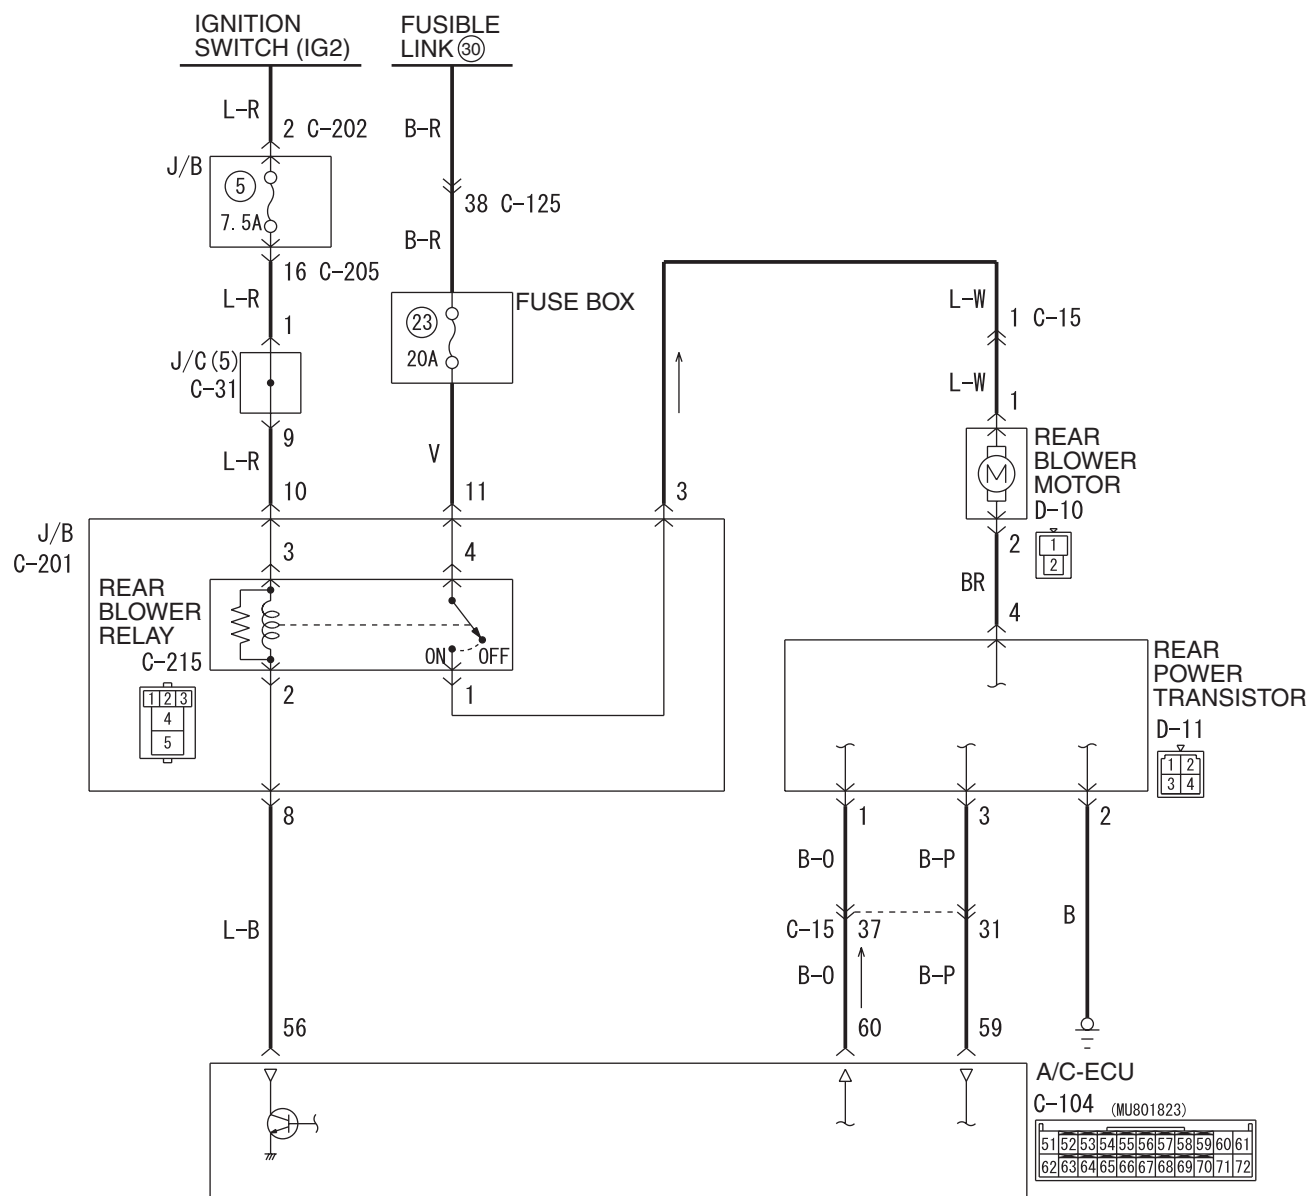 IGNITION
SWITCH (IG2)
FUSIBLE
LINK 30
L-R
2 C-202
B-R
J/B
5
7.5A
38 C-125
B-R
16 C-205
L-R
1
FUSE BOX
23
20A
L-W
1 C-15
J/C(5)
C-31
L-W
1
9
L-R
V
REAR
BLOWER
MOTOR
D-10
10
11
3
J/B
C-201
2
1
2
3
4
BR
4
REAR
BLOWER
RELAY
C-215
ON
OFF
REAR
POWER
TRANSISTOR
D-11
1 2 3
4
5
2
1
1 2
3 4
8
1
3
2
B-O
B-P
L-B
C-15
37
31
B
B-O
B-P
56
60
59
A/C-ECU
C-104
(MU801823)
51 52 53 54 55 56 57 58 59 60 61
62 63 64 65 66 67 68 69 70 71 72